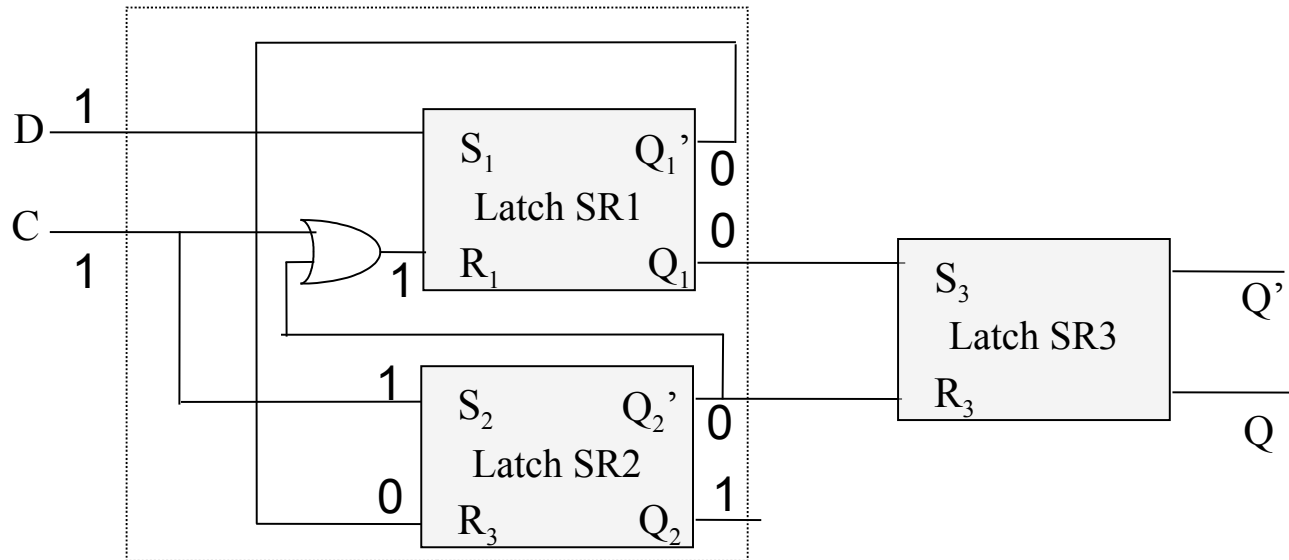 D
1
C
1
S₁
Q₁’
0
Latch SR1
0
R₁
Q₁
1
S₃
Q’
Latch SR3
R₃
Q
1
S₂
Q₂’
0
Latch SR2
0
R₃
Q₂
1